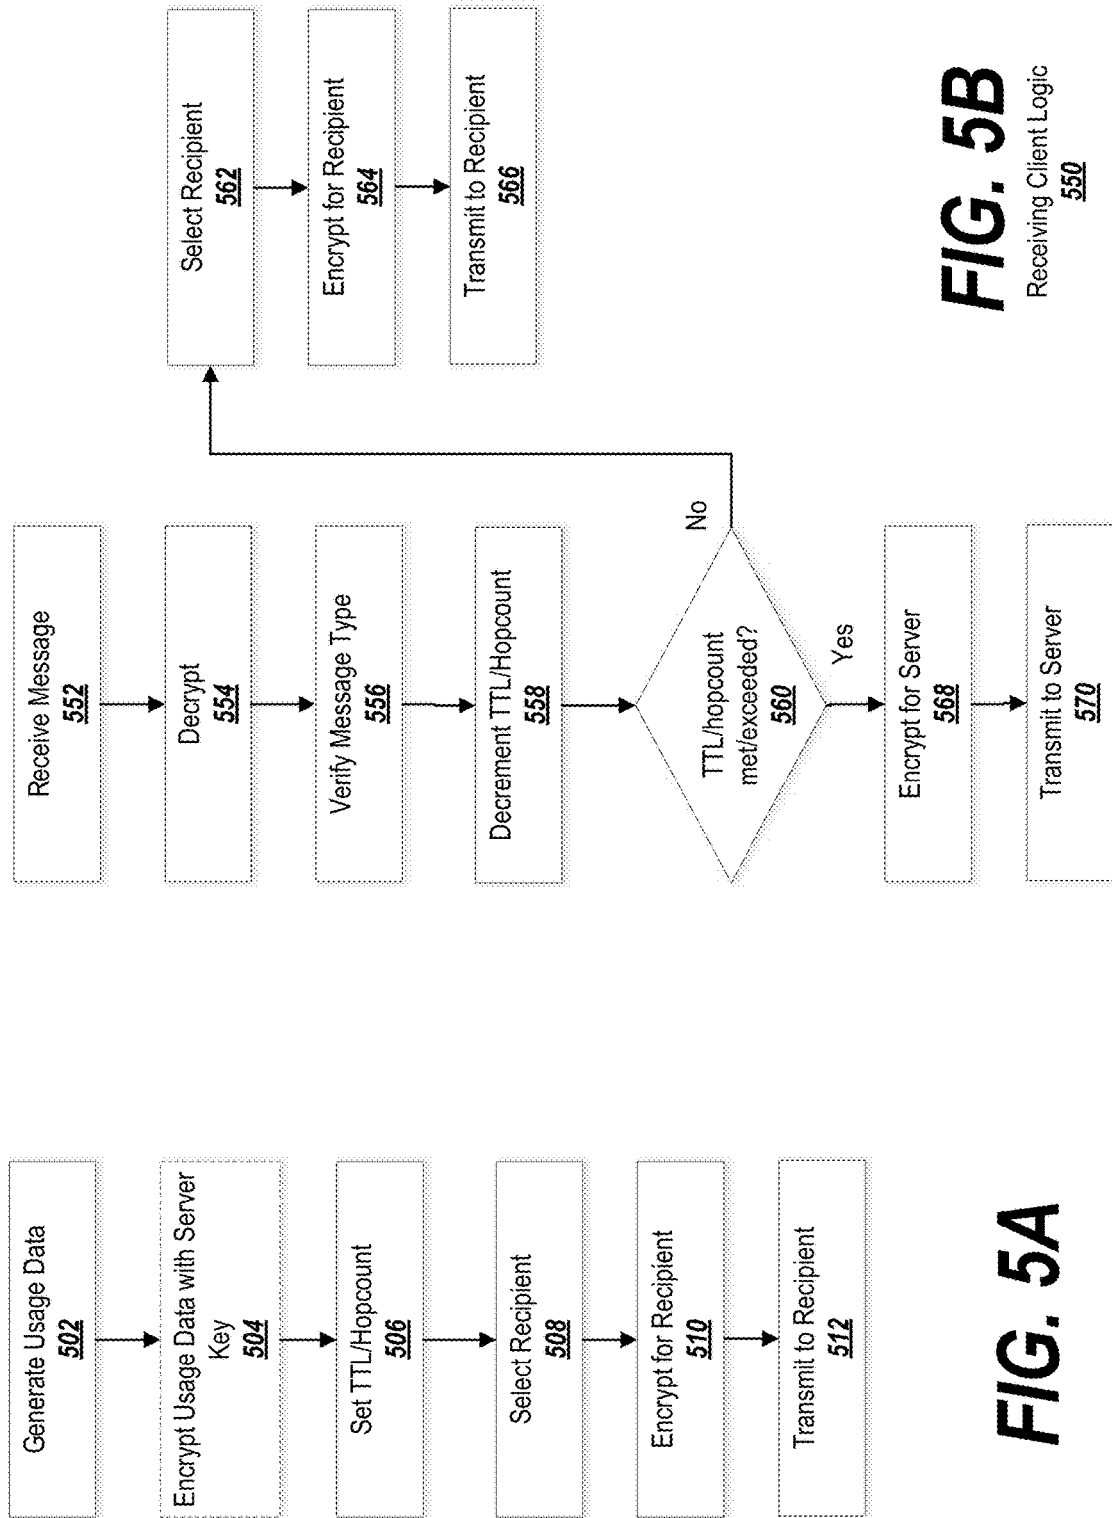 Generate Usage Data
502
Encrypt Usage Data with Server
Key 504
Set TTL/Hopcount
506
Select Recipient
508
Encrypt for Recipient
510
Transmit to Recipient
512
FIG. 5A
Receive Message
552
Decrypt
554
Verify Message Type
556
Decrement TTL/Hopcount
558
TTL/hopcount
met/exceeded?
560
No
Yes
Select Recipient
562
Encrypt for Recipient
564
Transmit to Recipient
566
Encrypt for Server
568
Transmit to Server
570
FIG. 5B
Receiving Client Logic
550